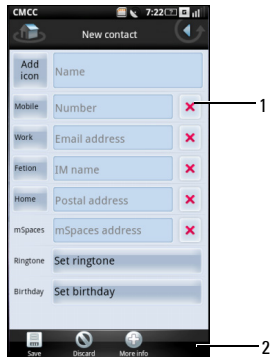 CMCC 7:22 G
New contact
Add icon Name
Mobile Number 1
Work Email address
Fetion IM name
Home Postal address
mSpaces mSpaces address
Ringtone Set ringtone
Birthday Set birthday
Save Discard More info 2